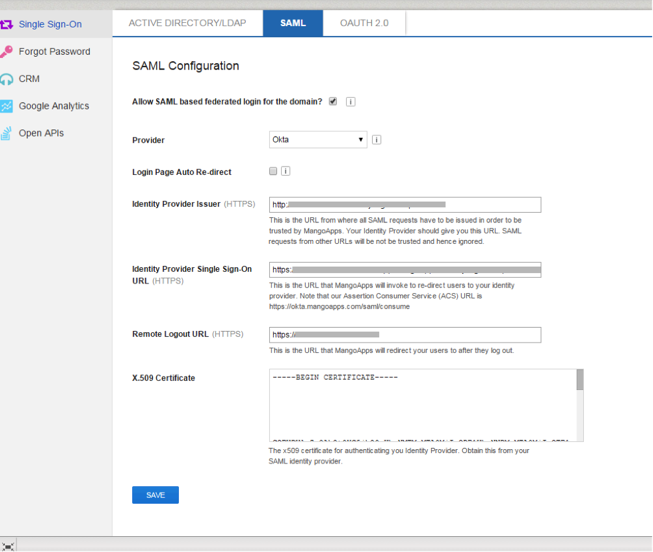 Single Sign-On
Forgot Password
CRM
Google Analytics
Open APIs
ACTIVE DIRECTORY/LDAP
SAML
OAUTH 2.0
SAML Configuration
Allow SAML based federated login for the domain?
Provider
Okta
Login Page Auto Re-direct
Identity Provider Issuer (HTTPS)
http:
This is the URL from where all SAML requests have to be issued in order to be
trusted by MangoApps. Your Identity Provider should give you this URL. SAML
requests from other URLs will be not be trusted and hence ignored.
Identity Provider Single Sign-On
URL (HTTPS)
https:
This is the URL that MangoApps will invoke to re-direct users to your identity
provider. Note that our Assertion Consumer Service (ACS) URL is
https://okta.mangoapps.com/saml/consume
Remote Logout URL (HTTPS)
https:/
This is the URL that MangoApps will redirect your users to after they log out.
X.509 Certificate
-----BEGIN CERTIFICATE-----
The x509 certificate for authenticating you Identity Provider. Obtain this from your
SAML identity provider.
SAVE